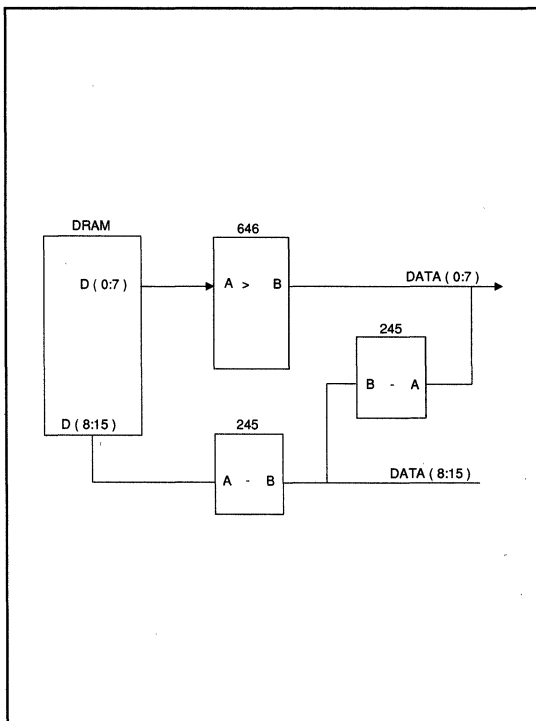 DRAM
646
D ( 0:7 )
A > B
DATA ( 0:7 )
245
B - A
D ( 8:15 )
245
A - B
DATA ( 8:15 )